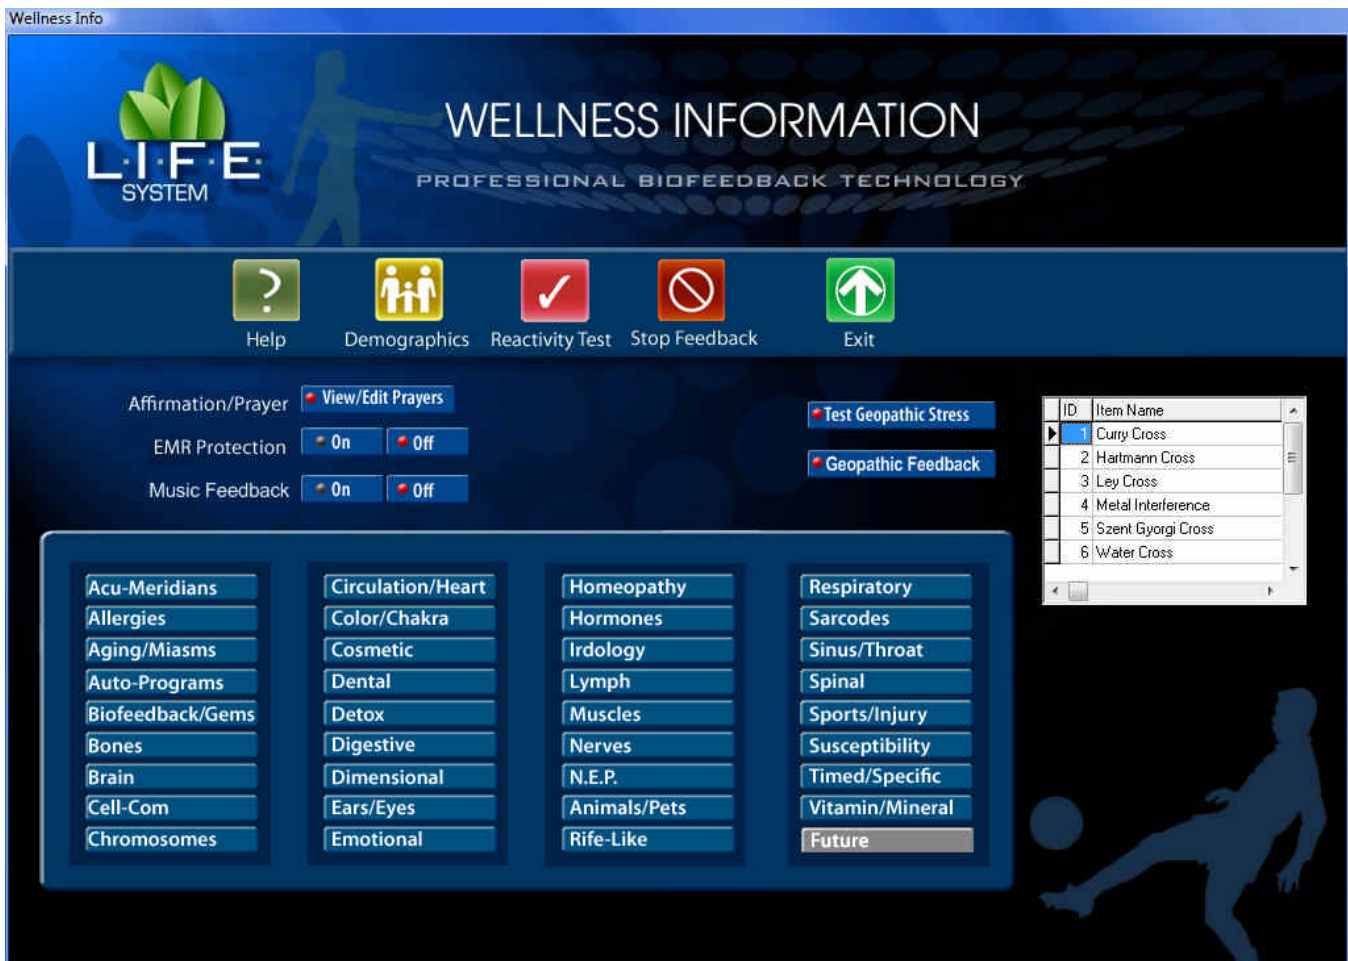 Wellness Info
L·I·F·E·
SYSTEM
WELLNESS INFORMATION
PROFESSIONAL BIOFEEDBACK TECHNOLOGY
?
Help
Demographics
Reactivity Test
Stop Feedback
Exit
Affirmation/Prayer
View/Edit Prayers
EMR Protection
On
Off
Music Feedback
On
Off
Test Geopathic Stress
Geopathic Feedback
ID Item Name
1 Curry Cross
2 Hartmann Cross
3 Ley Cross
4 Metal Interference
5 Szent Gyorgi Cross
6 Water Cross
Acu-Meridians
Allergies
Aging/Miasms
Auto-Programs
Biofeedback/Gems
Bones
Brain
Cell-Com
Chromosomes
Circulation/Heart
Color/Chakra
Cosmetic
Dental
Detox
Digestive
Dimensional
Ears/Eyes
Emotional
Homeopathy
Hormones
Irdology
Lymph
Muscles
Nerves
N.E.P.
Animals/Pets
Rife-Like
Respiratory
Sarcodes
Sinus/Throat
Spinal
Sports/Injury
Susceptibility
Timed/Specific
Vitamin/Mineral
Future